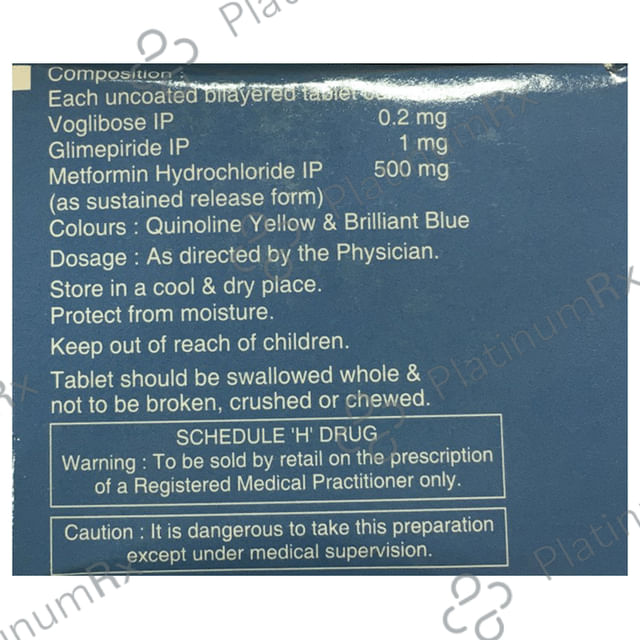 Platinum
Composition :
Each uncoated bilayered tablet
Voglibose IP 0.2 mg
Glimepiride IP 1 mg
Metformin Hydrochloride IP 500 mg
(as sustained release form)
Colours : Quinoline Yellow & Brilliant Blue
Dosage : As directed by the Physician.
Store in a cool & dry place.
Protect from moisture.
Keep out of reach of children.
Tablet should be swallowed whole &
not to be broken, crushed or chewed.
SCHEDULE 'H' DRUG
Warning : To be sold by retail on the prescription
of a Registered Medical Practitioner only.
Caution : It is dangerous to take this preparation
except under medical supervision.
PlatinumRx
PlatinumRx